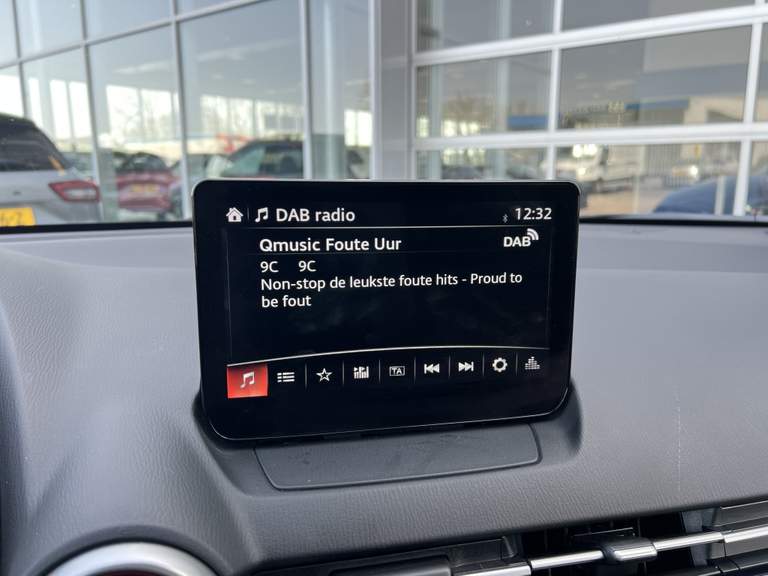 DAB radio 12:32
Qmusic Foute Uur DAB
9C 9C
Non-stop de leukste foute hits - Proud to
be fout
TA